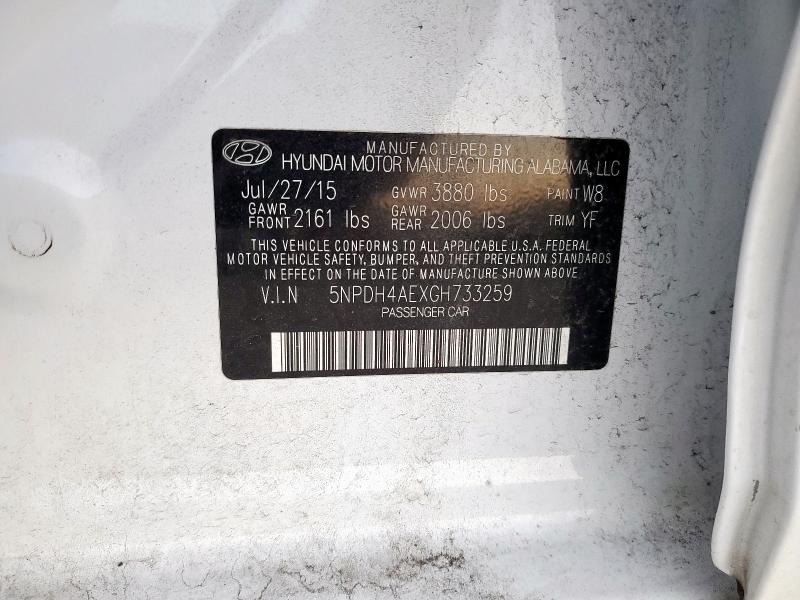 MANUFACTURED BY
HYUNDAI MOTOR MANUFACTURING ALABAMA, LLC
Jul/27/15 GVWR 3880 lbs PAINT W8
GAWR FRONT 2161 lbs GAWR REAR 2006 lbs TRIM YF
THIS VEHICLE CONFORMS TO ALL APPLICABLE U.S.A. FEDERAL
MOTOR VEHICLE SAFETY, BUMPER, AND THEFT PREVENTION STANDARDS
IN EFFECT ON THE DATE OF MANUFACTURE SHOWN ABOVE.
V.I.N 5NPDH4AEXGH733259
PASSENGER CAR